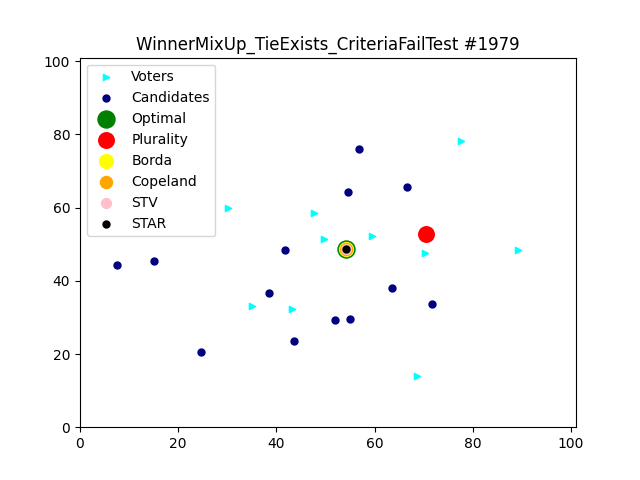 WinnerMixUp_TieExists_CriteriaFailTest #1979
Voters
Candidates
Optimal
Plurality
Borda
Copeland
STV
STAR
100
80
60
40
20
0
0 20 40 60 80 100